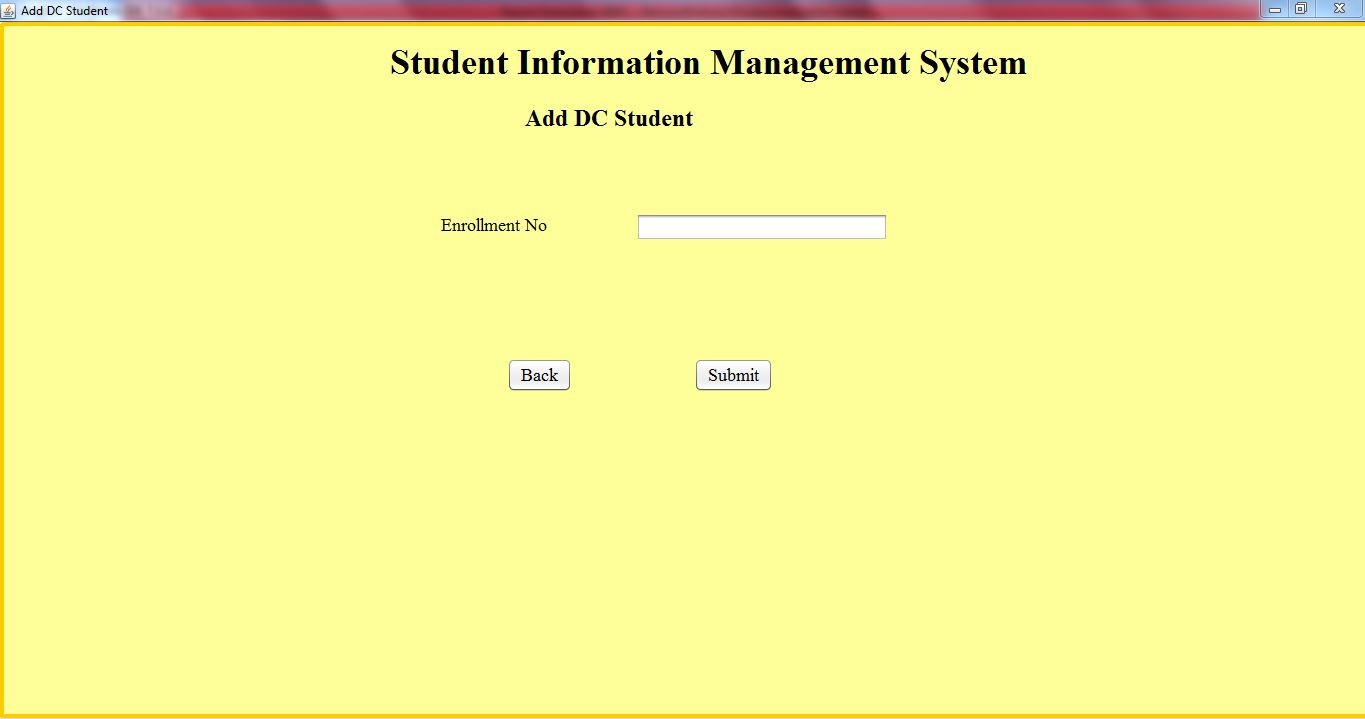 Add DC Student
Student Information Management System
Add DC Student
Enrollment No
Back Submit